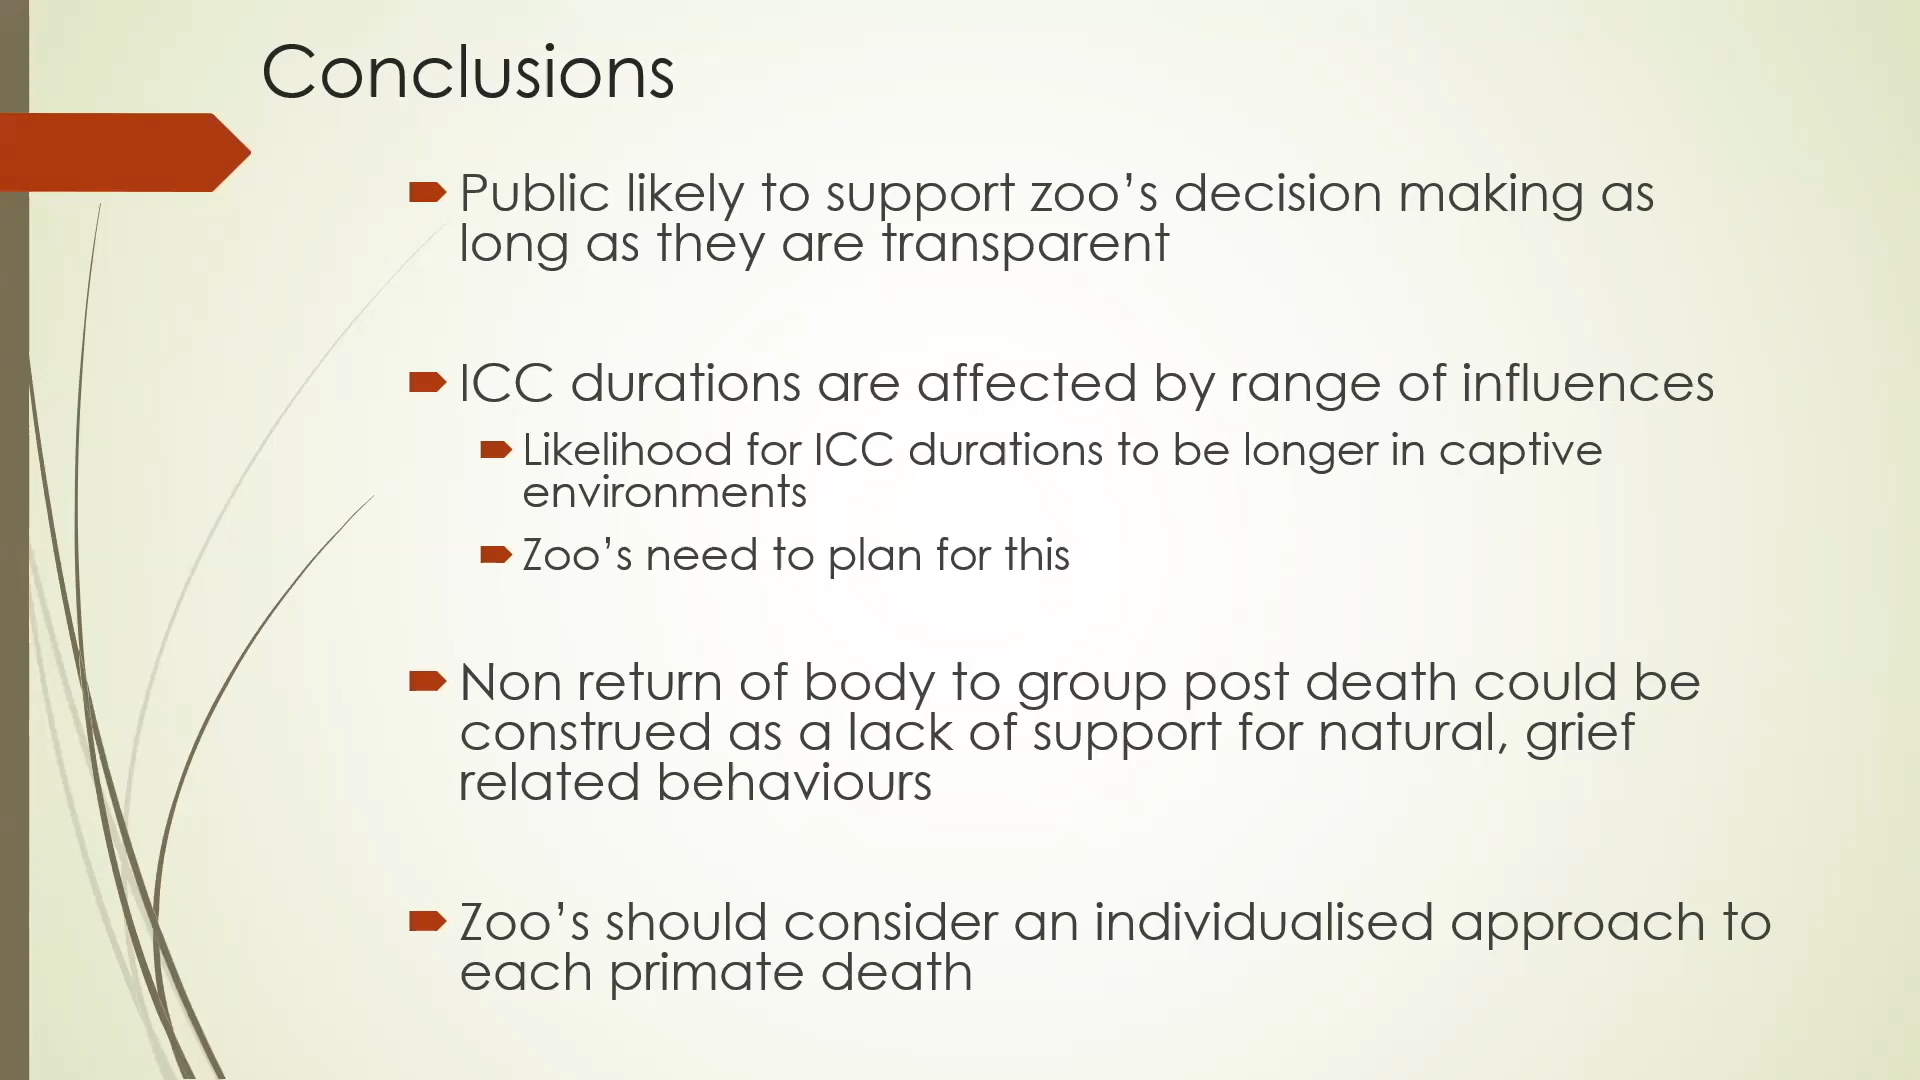 Conclusions
Public likely to support zoo’s decision making as
long as they are transparent
ICC durations are affected by range of influences
Likelihood for ICC durations to be longer in captive
environments
Zoo’s need to plan for this
Non return of body to group post death could be
construed as a lack of support for natural, grief
related behaviours
Zoo’s should consider an individualised approach to
each primate death